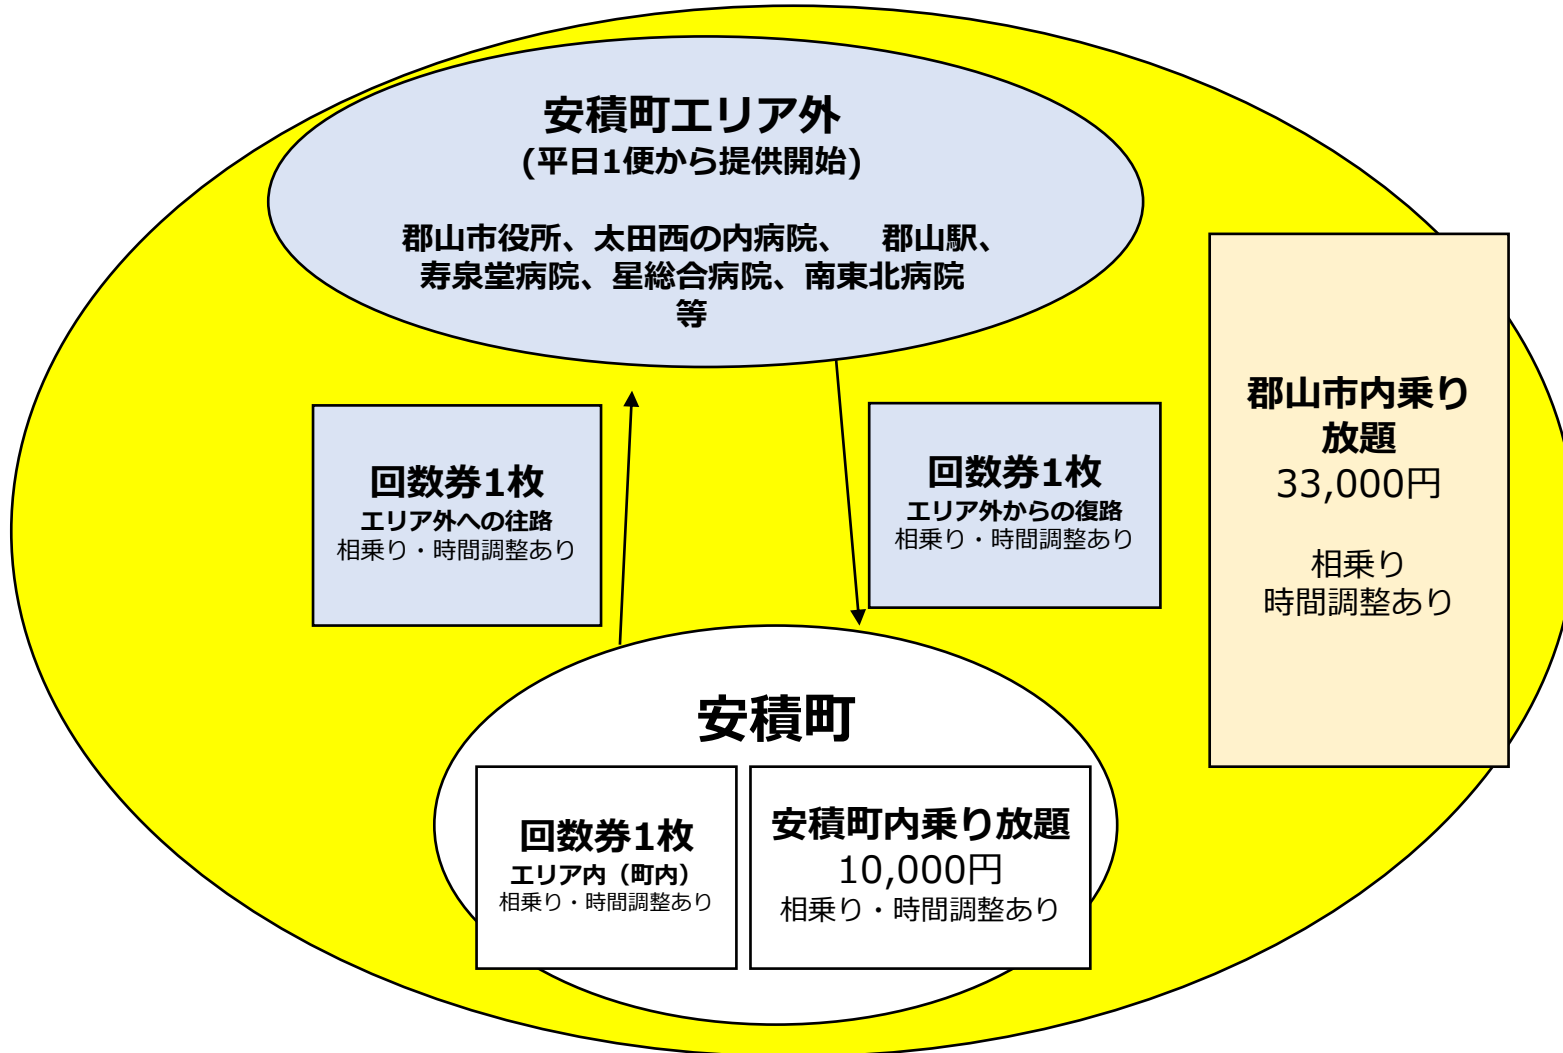 安積町エリア外
(平日1便から提供開始)
郡山市役所、太田西の内病院、　郡山駅、
寿泉堂病院、星総合病院、南東北病院
等
回数券1枚
エリア外への往路
相乗り・時間調整あり
回数券1枚
エリア外からの復路
相乗り・時間調整あり
郡山市内乗り
放題
33,000円
相乗り
時間調整あり
安積町
回数券1枚
エリア内（町内）
相乗り・時間調整あり
安積町内乗り放題
10,000円
相乗り・時間調整あり